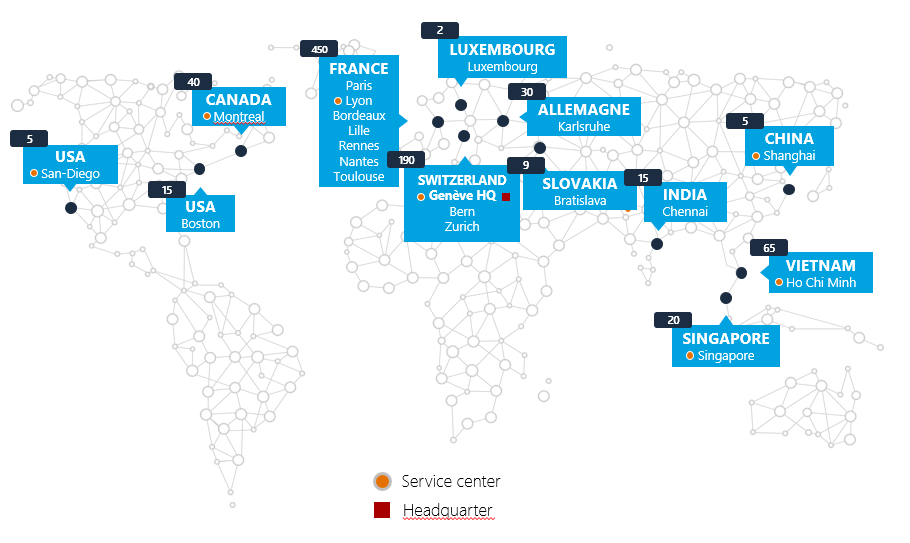 2
LUXEMBOURG
Luxembourg
450
FRANCE
Paris
Lyon
Bordeaux
Lille
Rennes
Nantes
Toulouse
40
CANADA
Montreal
30
ALLEMAGNE
Karlsruhe
5
USA
San-Diego
5
CHINA
Shanghai
190
SWITZERLAND
Genève HQ
Bern
Zurich
9
SLOVAKIA
Bratislava
15
INDIA
Chennai
15
USA
Boston
65
VIETNAM
Ho Chi Minh
20
SINGAPORE
Singapore
Service center
Headquarter